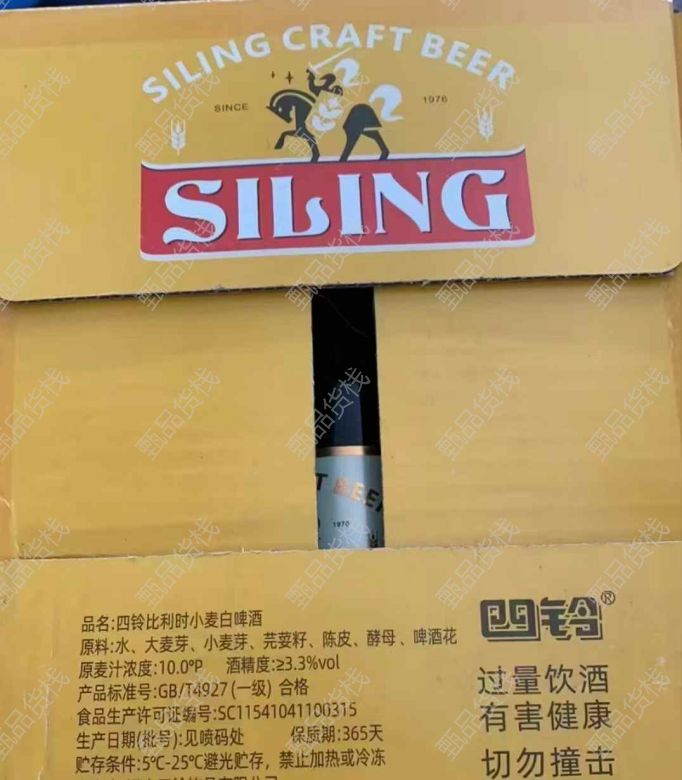 SILING CRAFT BEER
SINCE 1976
SILING
T BEER
1970
品名:四铃比利时小麦白啤酒
原料:水、大麦芽、小麦芽、芫荽籽、陈皮、酵母、啤酒花
原麦汁浓度:10.0°P 酒精度:≥3.3%vol
产品标准号:GB/T4927 (一级) 合格
食品生产许可证编号:SC11541041100315
生产日期(批号):见喷码处 保质期:365天
贮存条件:5℃-25℃避光贮存，禁止加热或冷冻
四铃®
过量饮酒
有害健康
切勿撞击
甄品货栈